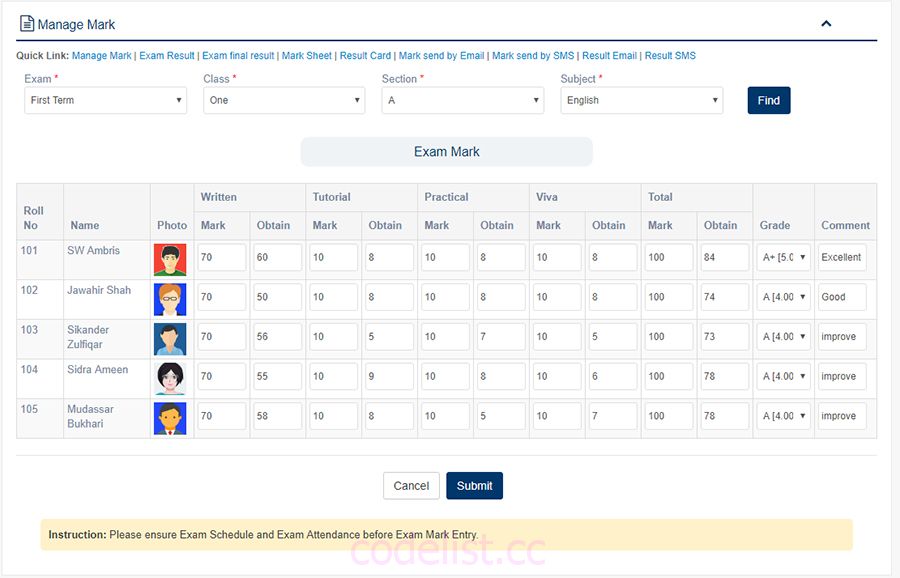 Manage Mark
Quick Link: Manage Mark | Exam Result | Exam final result | Mark Sheet | Result Card | Mark send by Email | Mark send by SMS | Result Email | Result SMS
Exam * Class * Section * Subject *
First Term One A English Find
Exam Mark
Written Tutorial Practical Viva Total
Roll No Name Photo Mark Obtain Mark Obtain Mark Obtain Mark Obtain Mark Obtain Grade Comment
101 SW Ambris 70 60 10 8 10 8 10 8 100 84 A+ [5.0 Excellent
102 Jawahir Shah 70 50 10 8 10 8 10 8 100 74 A [4.00 Good
103 Sikander Zulfiqar 70 56 10 5 10 7 10 5 100 73 A [4.00 improve
104 Sidra Ameen 70 55 10 9 10 8 10 6 100 78 A [4.00 improve
105 Mudassar Bukhari 70 58 10 8 10 5 10 7 100 78 A [4.00 improve
Cancel Submit
Instruction: Please ensure Exam Schedule and Exam Attendance before Exam Mark Entry.
codelist.cc